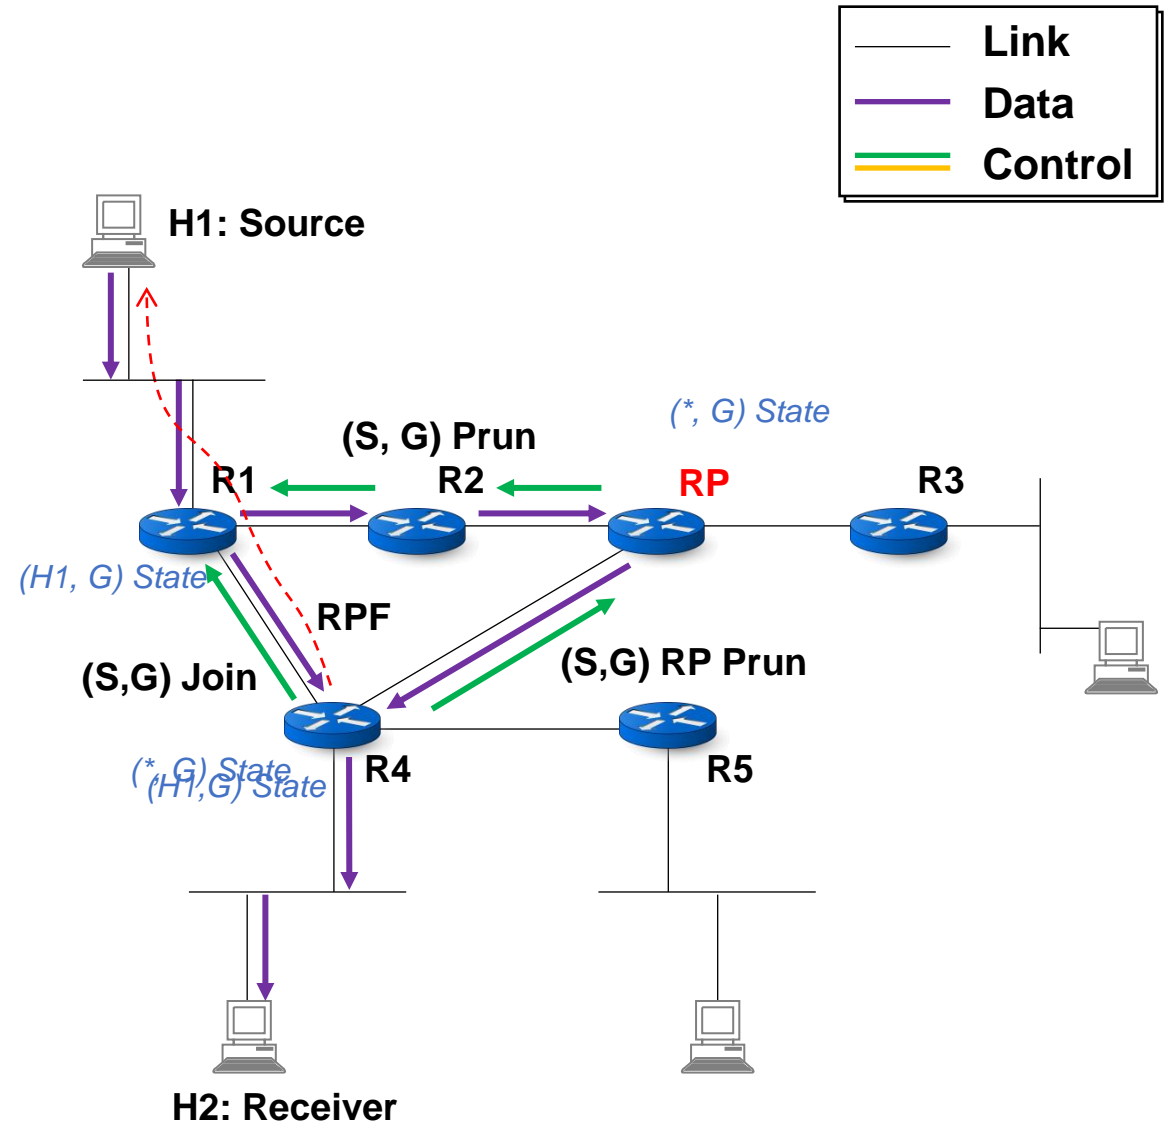 Link
Data
Control
H1: Source
(*, G) State
(S, G) Prun
R1
R2
RP
R3
(H1, G) State
RPF
(S,G) Join
(S,G) RP Prun
(*, G) State
(H1,G) State
R4
R5
H2: Receiver